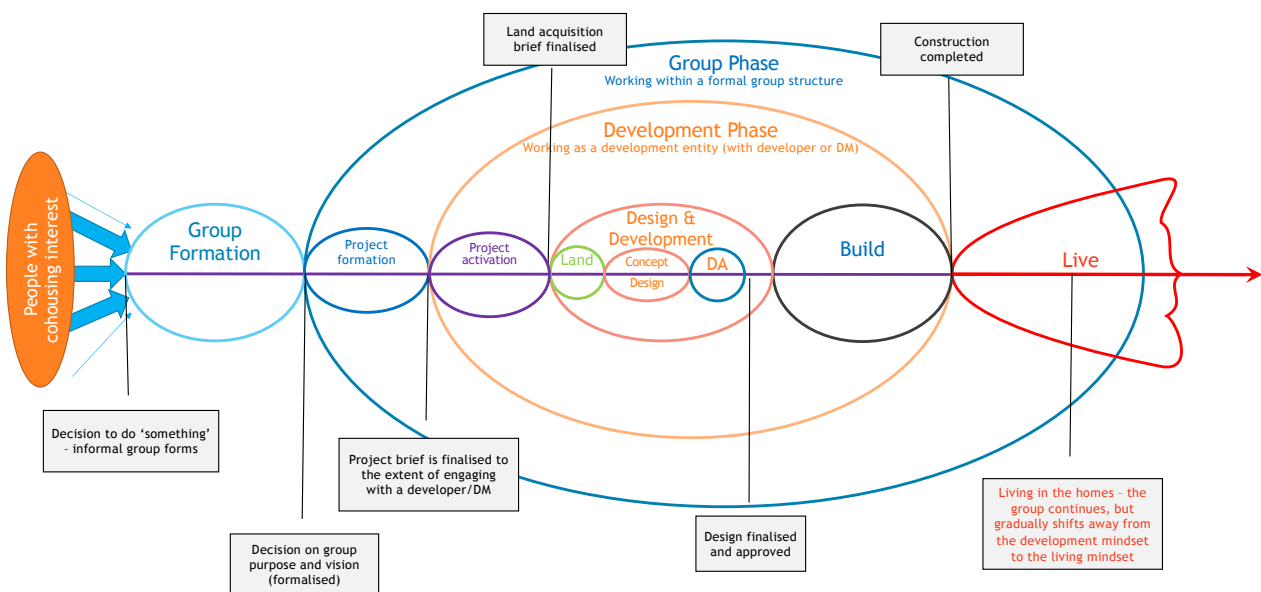 Land acquisition
brief finalised
Construction
completed
Group Phase
Working within a formal group structure
Development Phase
Working as a development entity (with developer or DM)
People with
cohousing interest
Group
Formation
Project
formation
Project
activation
Design &
Development
Land
Concept
Design
DA
Build
Live
Decision to do ‘something’
– informal group forms
Project brief is finalised to
the extent of engaging
with a developer/DM
Decision on group
purpose and vision
(formalised)
Design finalised
and approved
Living in the homes – the
group continues, but
gradually shifts away from
the development mindset
to the living mindset